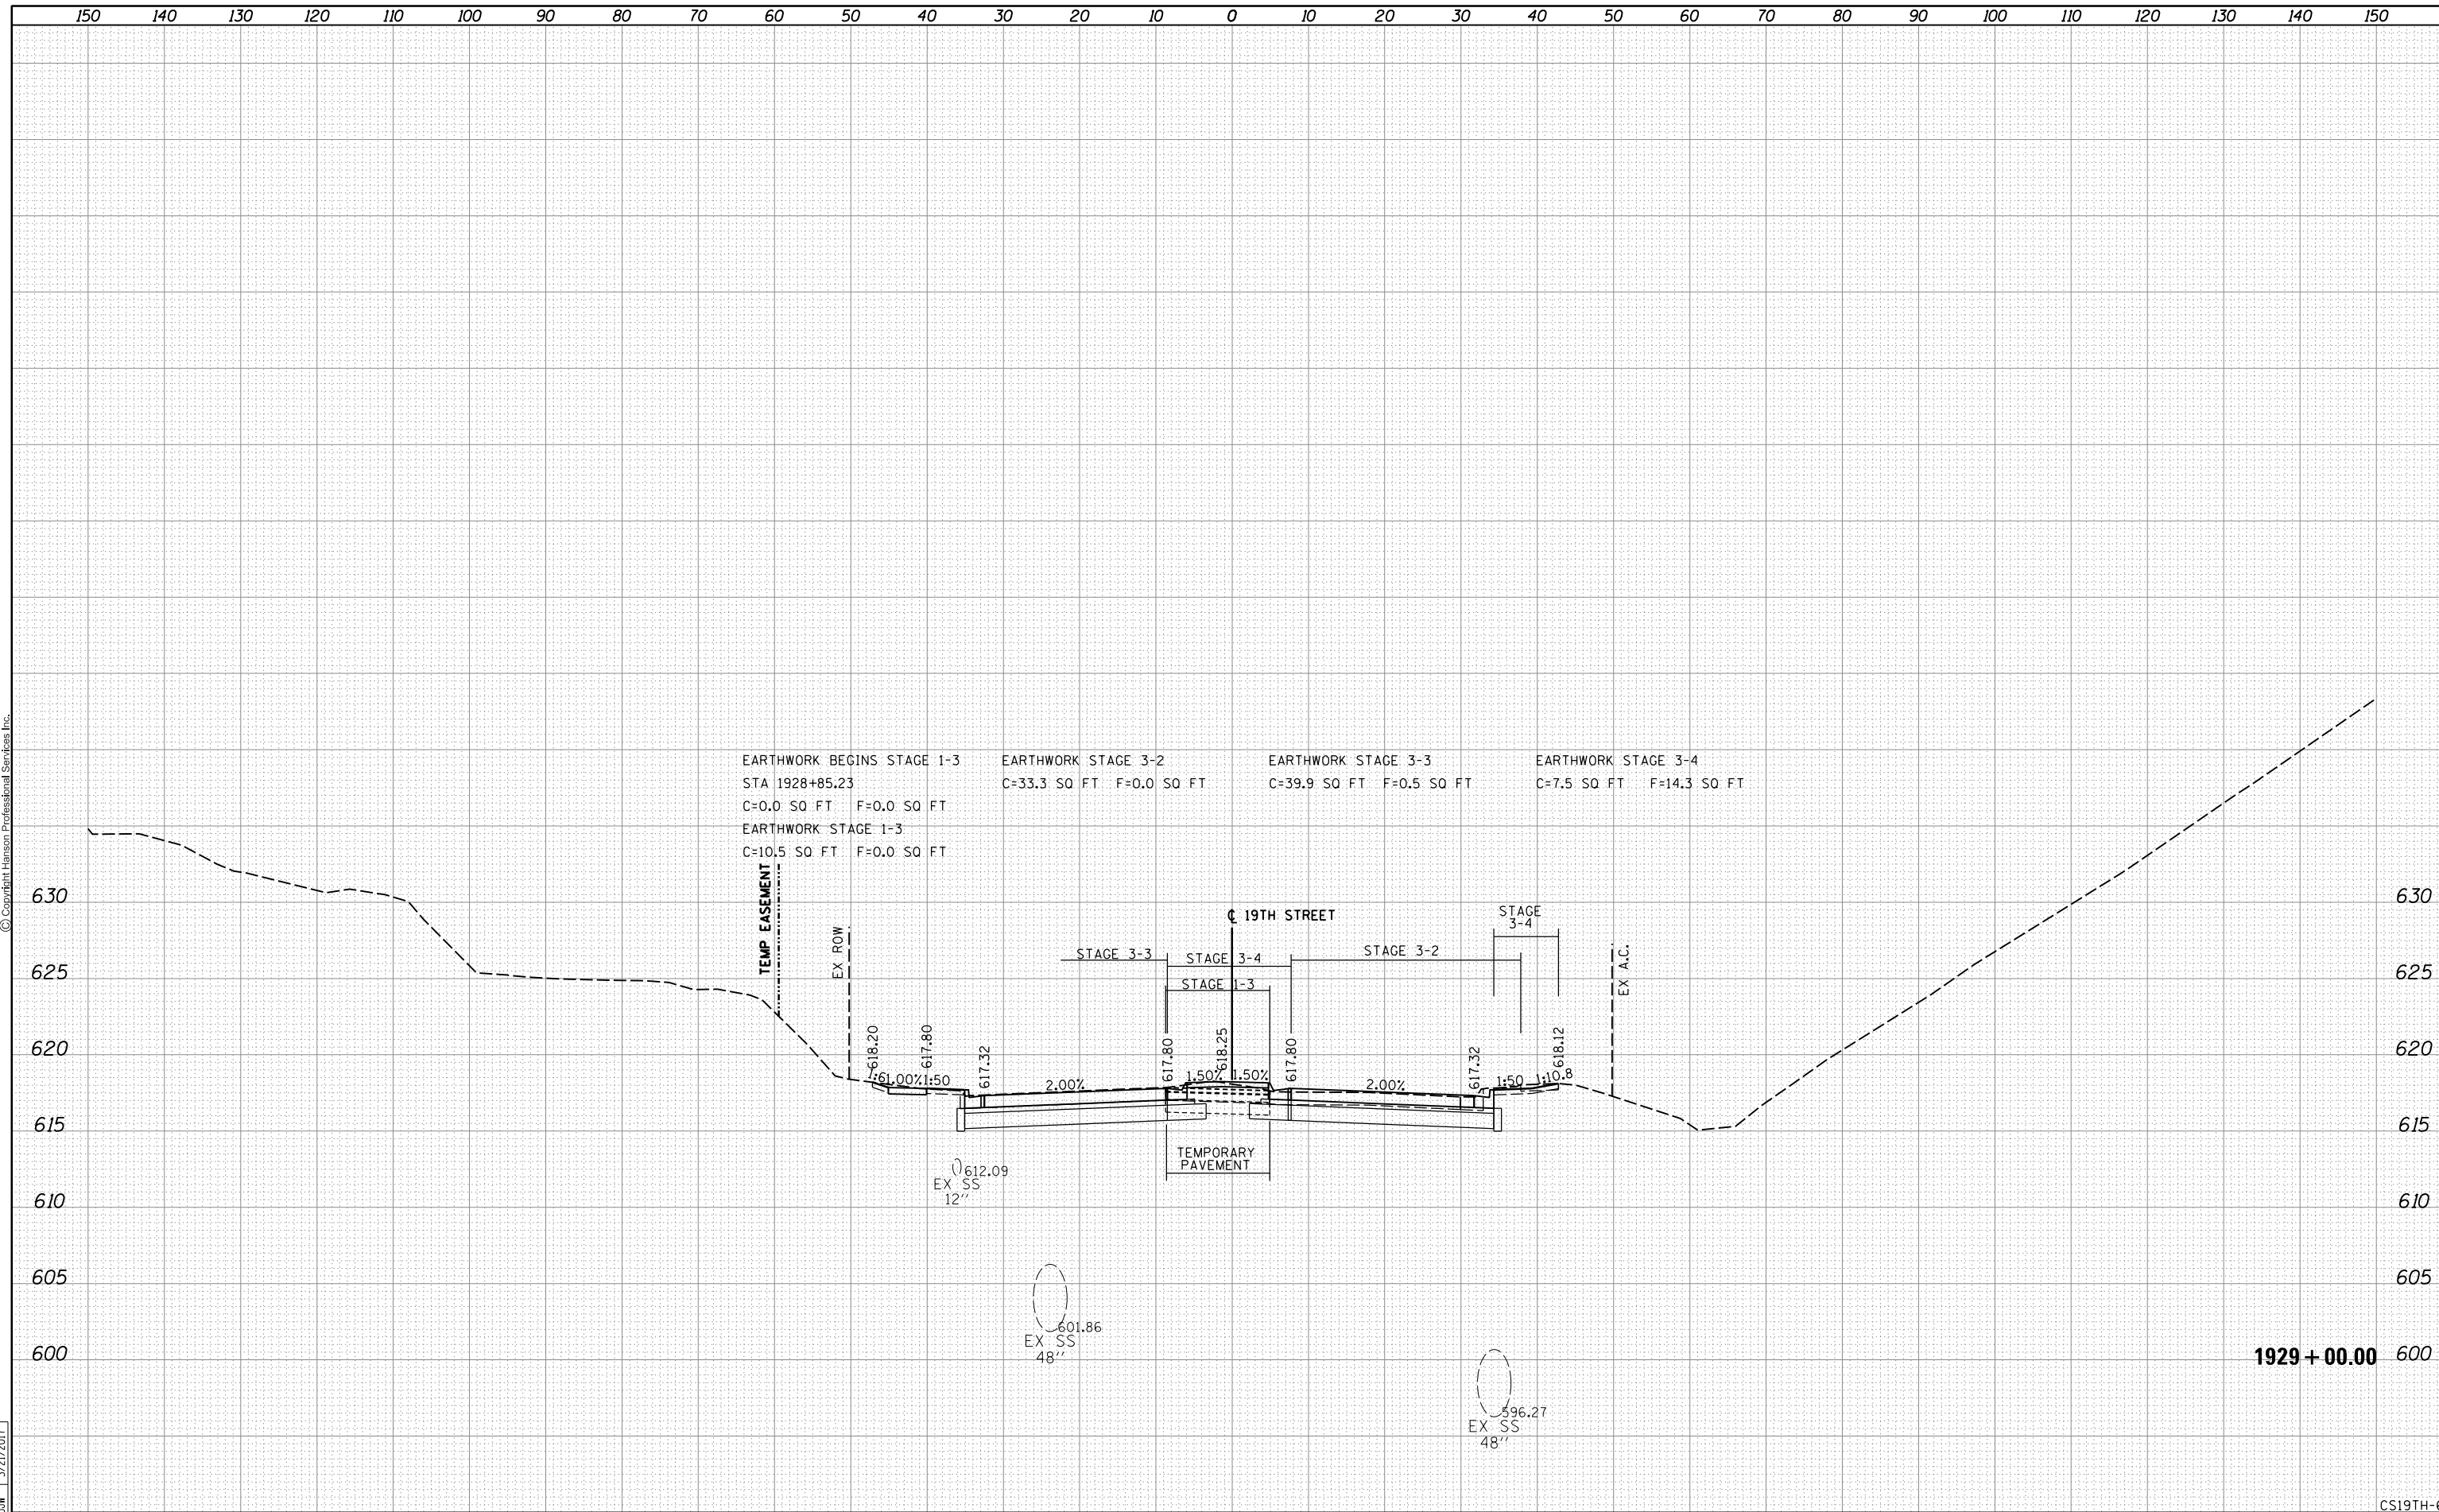 150 140 130 120 110 100 90 80 70 60 50 40 30 20 10 0 10 20 30 40 50 60 70 80 90 100 110 120 130 140 150
© Copyright Hanson Professional Services Inc.
EARTHWORK BEGINS STAGE 1-3
STA 1928+85.23
C=0.0 SQ FT F=0.0 SQ FT
EARTHWORK STAGE 1-3
C=10.5 SQ FT F=0.0 SQ FT
EARTHWORK STAGE 3-2
C=33.3 SQ FT F=0.0 SQ FT
EARTHWORK STAGE 3-3
C=39.9 SQ FT F=0.5 SQ FT
EARTHWORK STAGE 3-4
C=7.5 SQ FT F=14.3 SQ FT
630
630
TEMP EASEMENT
EX ROW
℄ 19TH STREET
STAGE
3-4
STAGE 3-3
STAGE 3-4
STAGE 3-2
STAGE 1-3
EX A.C.
625
625
620
620
618.20
617.80
617.32
617.80
618.25
617.80
617.32
618.12
1:6
1.00%
1:50
2.00%
1.50%
1.50%
2.00%
1:50
1:10.8
615
615
TEMPORARY
PAVEMENT
612.09
EX SS
12''
610
610
605
605
601.86
EX SS
48''
600
1929+00.00
600
596.27
EX SS
48''
3/21/2017